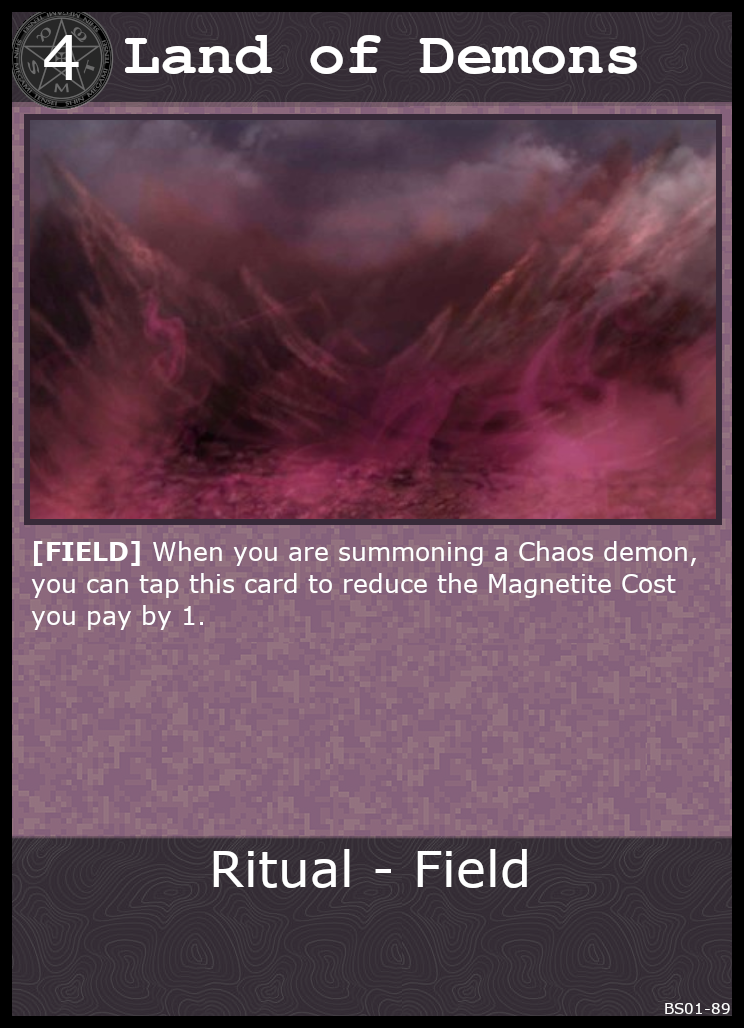 4 Land of Demons
[FIELD] When you are summoning a Chaos demon,
you can tap this card to reduce the Magnetite Cost
you pay by 1.
Ritual - Field
BS01-89